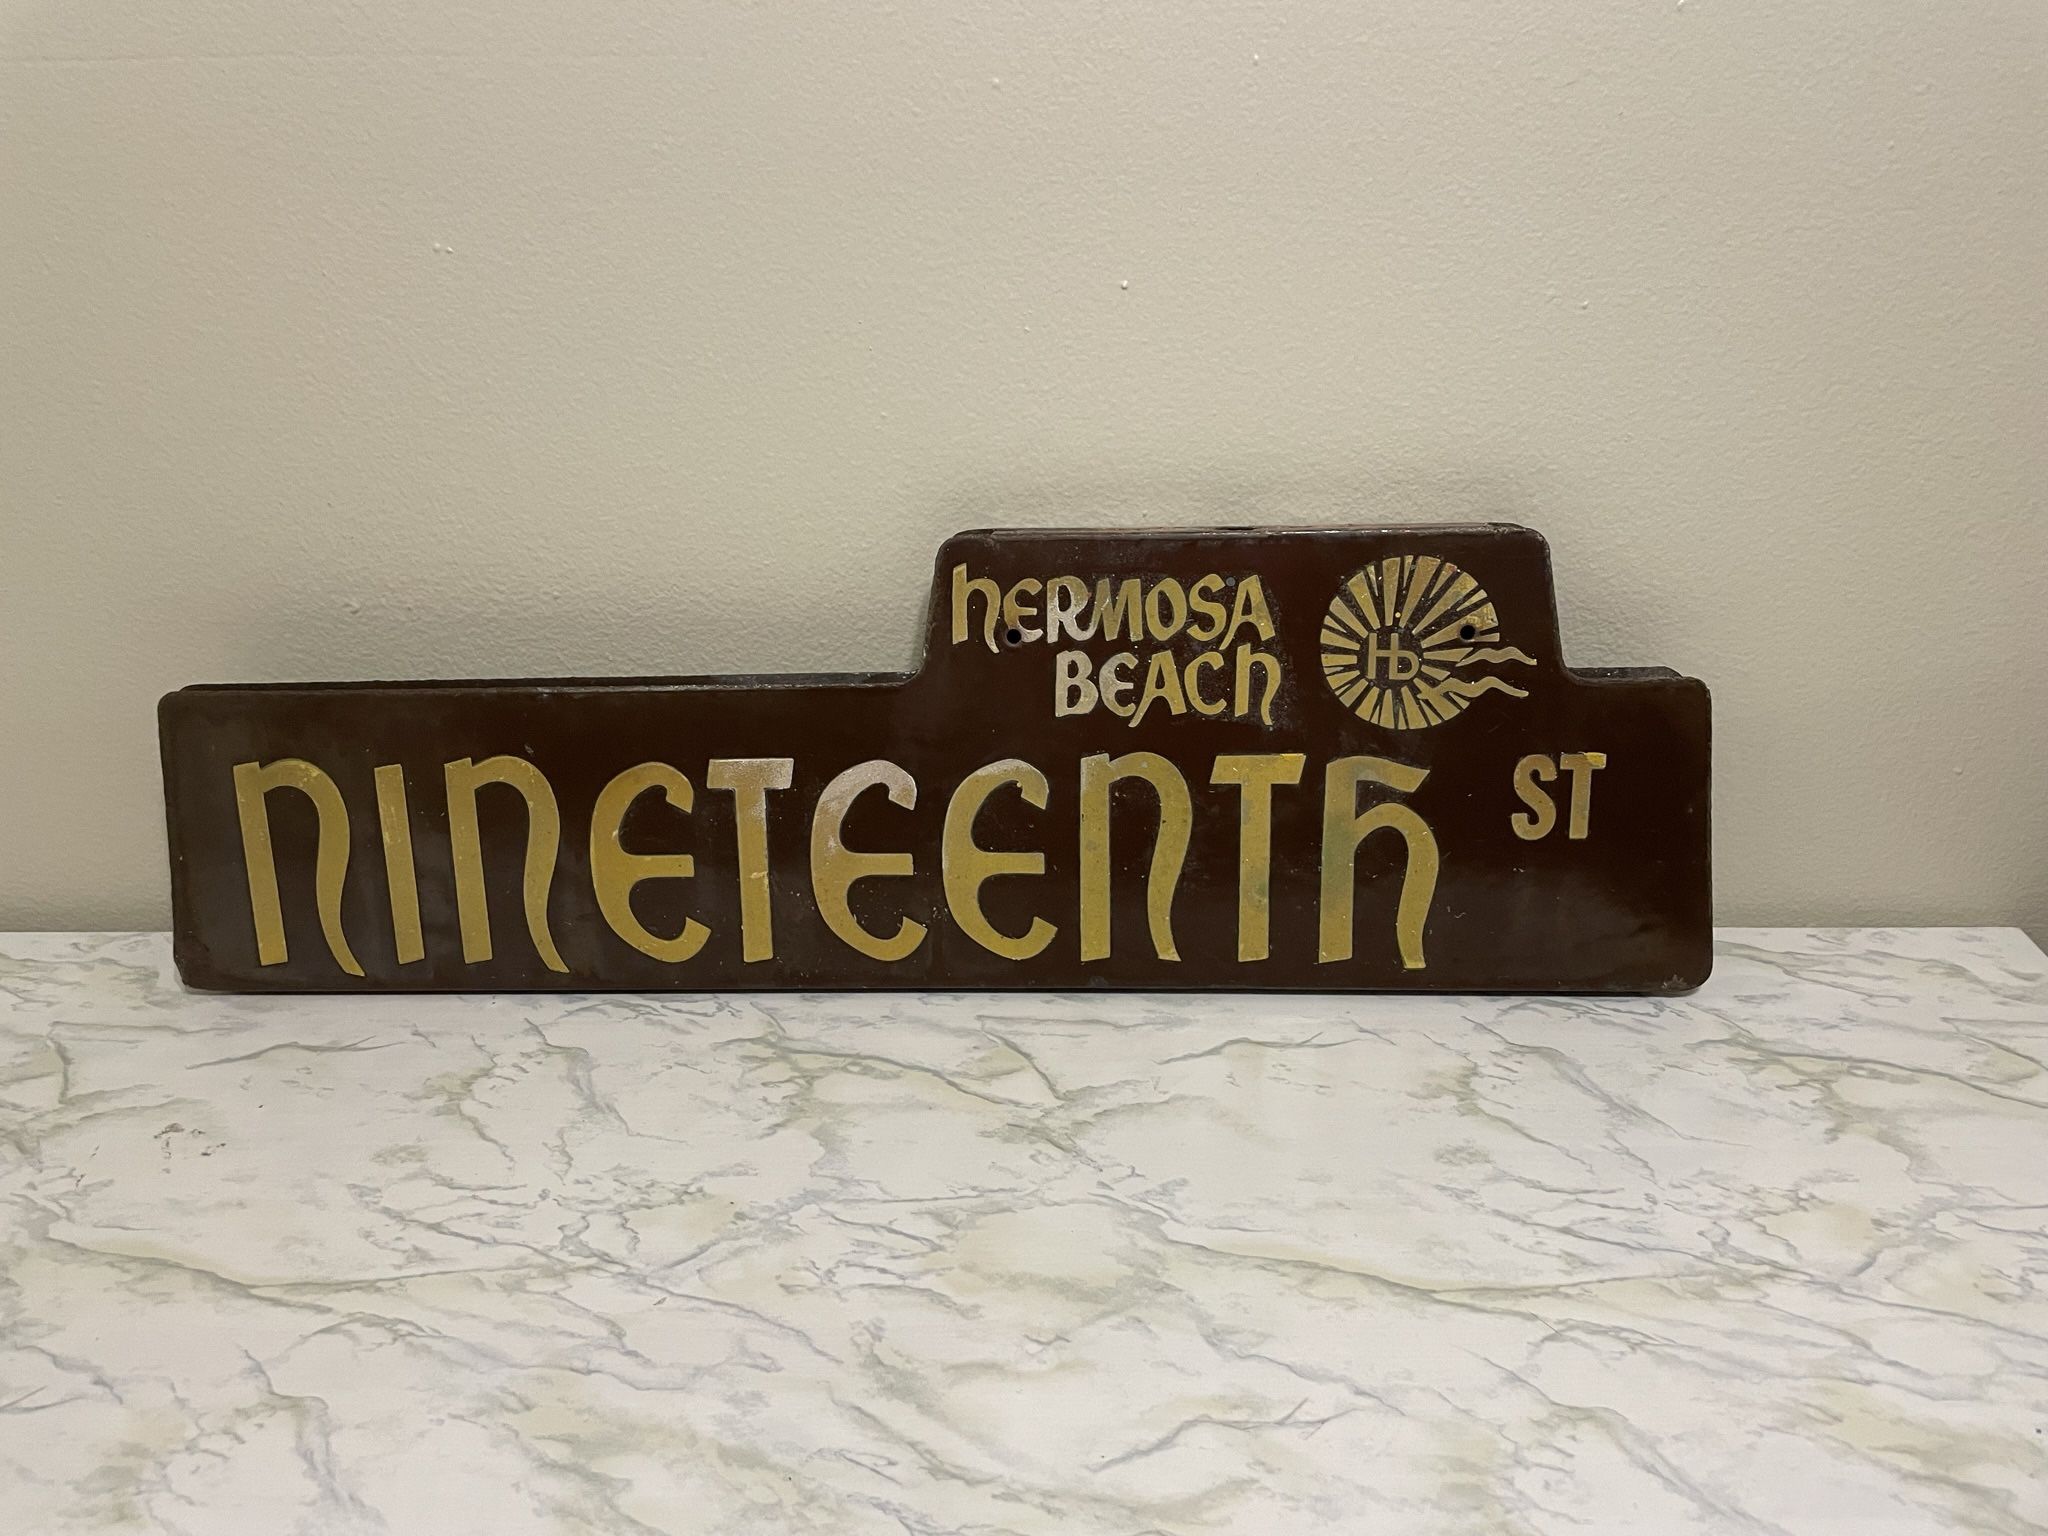 HERMOSA
BEACH
Hb
NINETEENTH ST